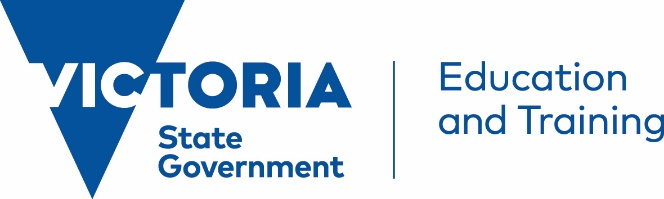 VICTORIA
State
Government
Education
and Training